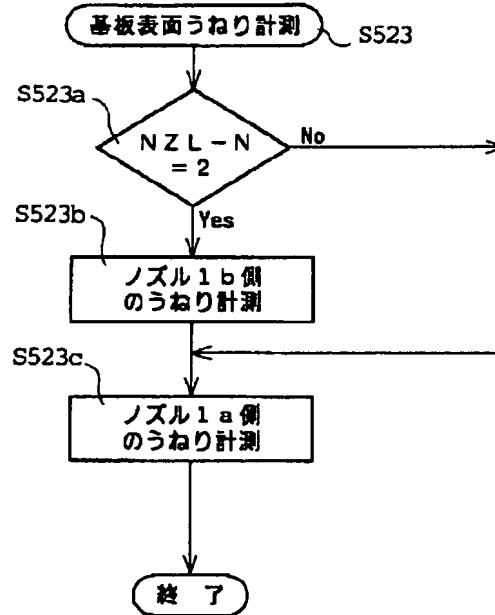 基板表面うねり計測
S523
S523a
NZL-N
=2
No
Yes
S523b
ノズル1b側
のうねり計測
S523c
ノズル1a側
のうねり計測
終了